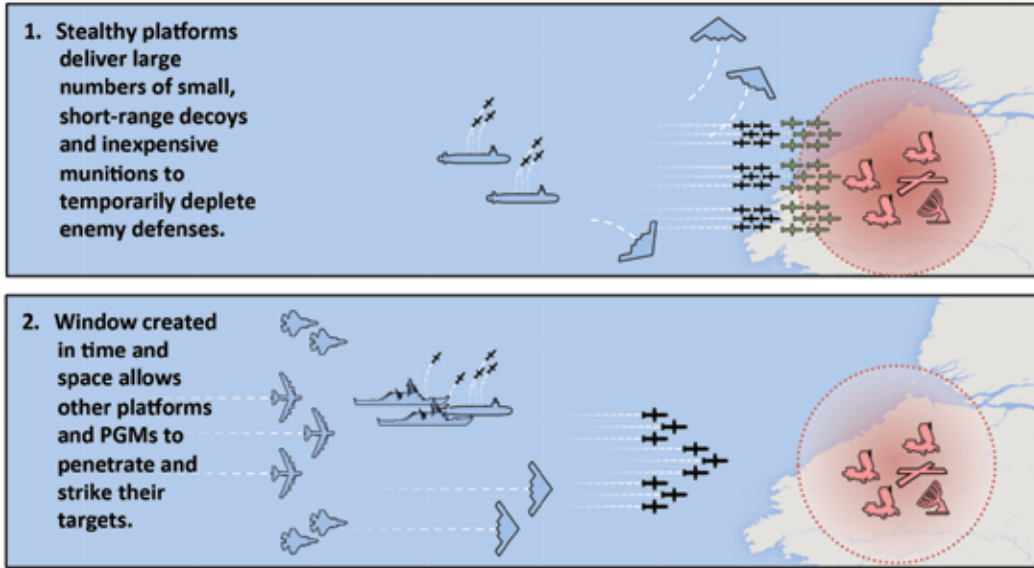 1. Stealthy platforms
deliver large
numbers of small,
short-range decoys
and inexpensive
munitions to
temporarily deplete
enemy defenses.
2. Window created
in time and
space allows
other platforms
and PGMs to
penetrate and
strike their
targets.